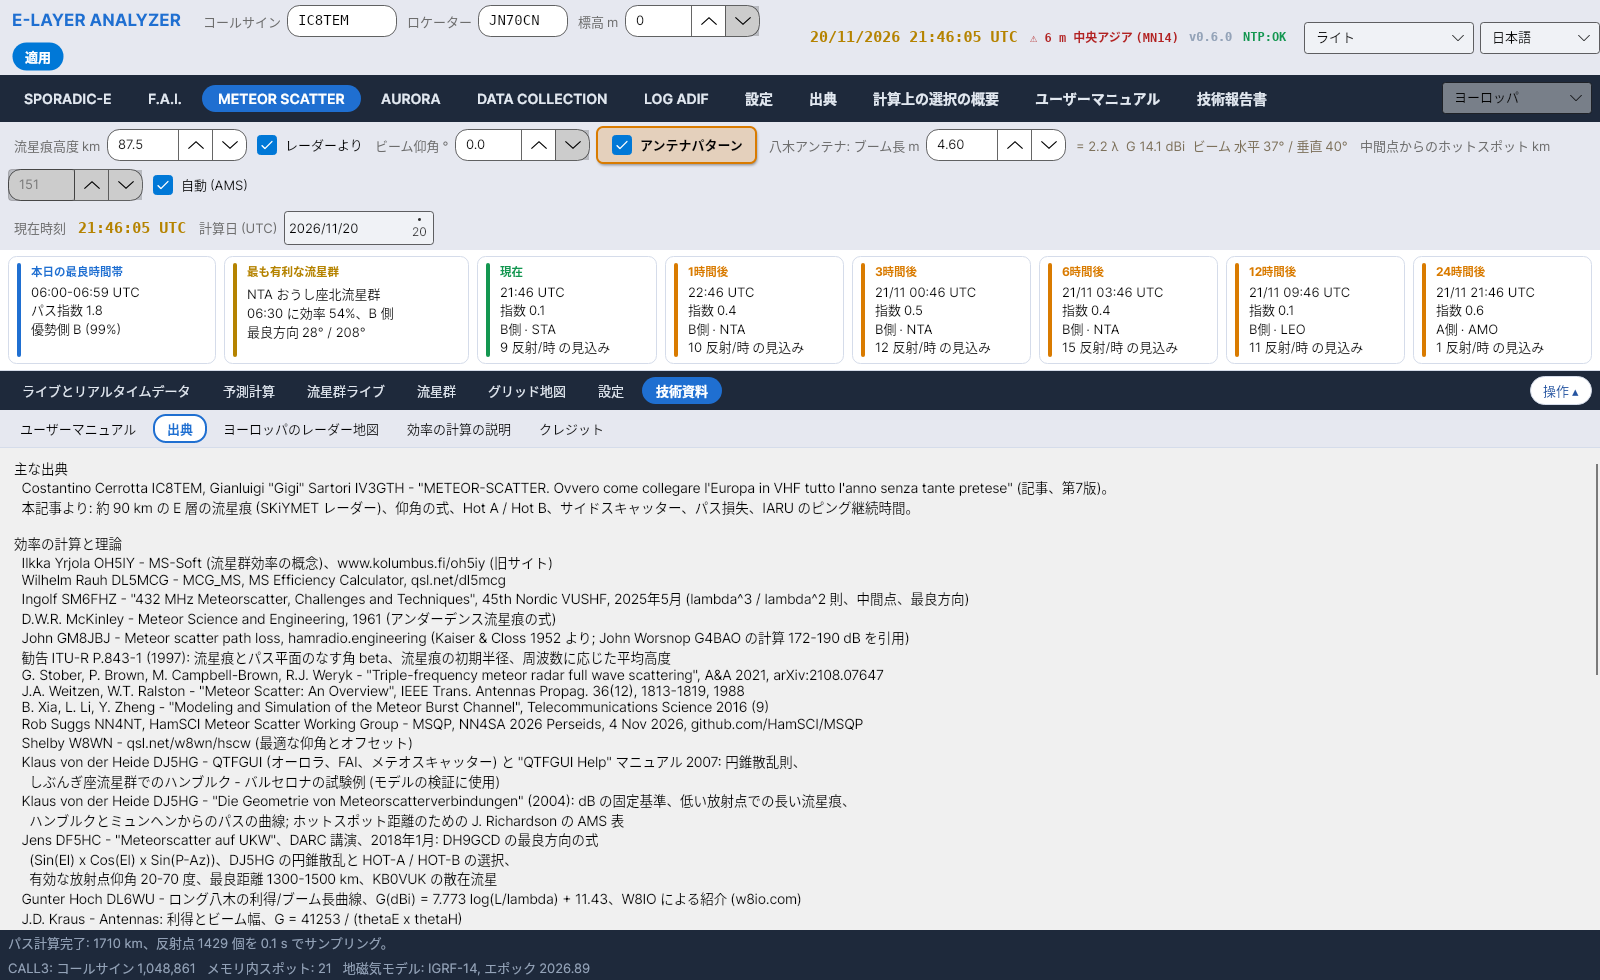 E-LAYER ANALYZER コールサイン IC8TEM ロケーター JN70CN 標高 m 0
適用
20/11/2026 21:46:05 UTC ⚠ 6 m 中央アジア (MN14) v0.6.0 NTP:OK ライト 日本語
SPORADIC-E F.A.I. METEOR SCATTER AURORA DATA COLLECTION LOG ADIF 設定 出典 計算上の選択の概要 ユーザーマニュアル 技術報告書 ヨーロッパ
流星痕高度 km 87.5 レーダーより ビーム仰角 ° 0.0 アンテナパターン 八木アンテナ: ブーム長 m 4.60 = 2.2 λ G 14.1 dBi ビーム 水平 37° / 垂直 40° 中間点からのホットスポット km
151 自動 (AMS)
現在時刻 21:46:05 UTC 計算日 (UTC) 2026/11/20 20
本日の最良時間帯
06:00-06:59 UTC
パス指数 1.8
優勢側 B (99%)
最も有利な流星群
NTA おうし座北流星群
06:30 に効率 54%、B 側
最良方向 28° / 208°
現在
21:46 UTC
指数 0.1
B側 · STA
9 反射/時 の見込み
1時間後
22:46 UTC
指数 0.4
B側 · NTA
10 反射/時 の見込み
3時間後
21/11 00:46 UTC
指数 0.5
B側 · NTA
12 反射/時 の見込み
6時間後
21/11 03:46 UTC
指数 0.4
B側 · NTA
15 反射/時 の見込み
12時間後
21/11 09:46 UTC
指数 0.1
B側 · LEO
11 反射/時 の見込み
24時間後
21/11 21:46 UTC
指数 0.6
A側 · AMO
1 反射/時 の見込み
ライブとリアルタイムデータ 予測計算 流星群ライブ 流星群 グリッド地図 設定 技術資料 操作 ▴
ユーザーマニュアル 出典 ヨーロッパのレーダー地図 効率の計算の説明 クレジット
主な出典
Costantino Cerrotta IC8TEM, Gianluigi "Gigi" Sartori IV3GTH - "METEOR-SCATTER. Ovvero come collegare l'Europa in VHF tutto l'anno senza tante pretese" (記事、第7版)。
本記事より: 約 90 km の E 層の流星痕 (SKiYMET レーダー)、仰角の式、Hot A / Hot B、サイドスキャッター、パス損失、IARU のピング継続時間。
効率の計算と理論
Ilkka Yrjola OH5IY - MS-Soft (流星群効率の概念)、www.kolumbus.fi/oh5iy (旧サイト)
Wilhelm Rauh DL5MCG - MCG_MS, MS Efficiency Calculator, qsl.net/dl5mcg
Ingolf SM6FHZ - "432 MHz Meteorscatter, Challenges and Techniques", 45th Nordic VUSHF, 2025年5月 (lambda^3 / lambda^2 則、中間点、最良方向)
D.W.R. McKinley - Meteor Science and Engineering, 1961 (アンダーデンス流星痕の式)
John GM8JBJ - Meteor scatter path loss, hamradio.engineering (Kaiser & Closs 1952 より; John Worsnop G4BAO の計算 172-190 dB を引用)
勧告 ITU-R P.843-1 (1997): 流星痕とパス平面のなす角 beta、流星痕の初期半径、周波数に応じた平均高度
G. Stober, P. Brown, M. Campbell-Brown, R.J. Weryk - "Triple-frequency meteor radar full wave scattering", A&A 2021, arXiv:2108.07647
J.A. Weitzen, W.T. Ralston - "Meteor Scatter: An Overview", IEEE Trans. Antennas Propag. 36(12), 1813-1819, 1988
B. Xia, L. Li, Y. Zheng - "Modeling and Simulation of the Meteor Burst Channel", Telecommunications Science 2016 (9)
Rob Suggs NN4NT, HamSCI Meteor Scatter Working Group - MSQP, NN4SA 2026 Perseids, 4 Nov 2026, github.com/HamSCI/MSQP
Shelby W8WN - qsl.net/w8wn/hscw (最適な仰角とオフセット)
Klaus von der Heide DJ5HG - QTFGUI (オーロラ、FAI、メテオスキャッター) と "QTFGUI Help" マニュアル 2007: 円錐散乱則、
しぶんぎ座流星群でのハンブルク - バルセロナの試験例 (モデルの検証に使用)
Klaus von der Heide DJ5HG - "Die Geometrie von Meteorscatterverbindungen" (2004): dB の固定基準、低い放射点での長い流星痕、
ハンブルクとミュンヘンからのパスの曲線; ホットスポット距離のための J. Richardson の AMS 表
Jens DF5HC - "Meteorscatter auf UKW"、DARC 講演、2018年1月: DH9GCD の最良方向の式
(Sin(El) x Cos(El) x Sin(P-Az))、DJ5HG の円錐散乱と HOT-A / HOT-B の選択、
有効な放射点仰角 20-70 度、最良距離 1300-1500 km、KB0VUK の散在流星
Gunter Hoch DL6WU - ロング八木の利得/ブーム長曲線、G(dBi) = 7.773 log(L/lambda) + 11.43、W8IO による紹介 (w8io.com)
J.D. Kraus - Antennas: 利得とビーム幅、G = 41253 / (thetaE x thetaH)
パス計算完了: 1710 km、反射点 1429 個を 0.1 s でサンプリング。
CALL3: コールサイン 1,048,861 メモリ内スポット: 21 地磁気モデル: IGRF-14, エポック 2026.89